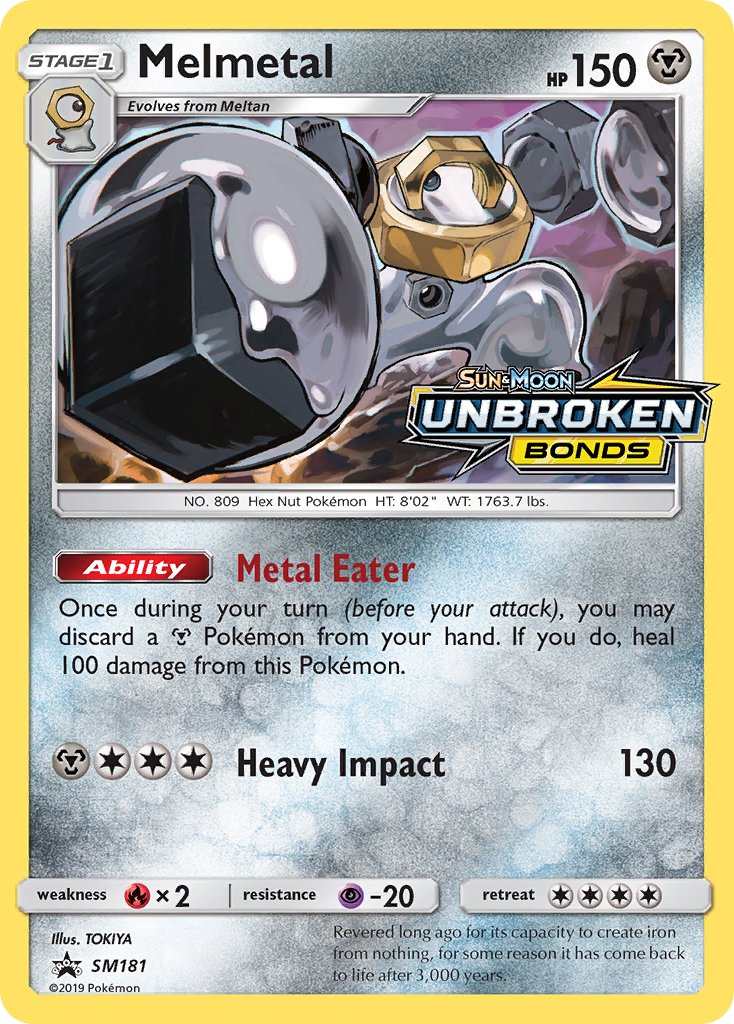 STAGE1 Melmetal HP 150
Evolves from Meltan
SUN & MOON
UNBROKEN
BONDS
NO. 809 Hex Nut Pokémon HT: 8'02" WT: 1763.7 lbs.
Ability Metal Eater
Once during your turn (before your attack), you may
discard a Pokémon from your hand. If you do, heal
100 damage from this Pokémon.
Heavy Impact 130
weakness ×2 resistance -20 retreat
Illus. TOKIYA
SM181
©2019 Pokémon
Revered long ago for its capacity to create iron
from nothing, for some reason it has come back
to life after 3,000 years.